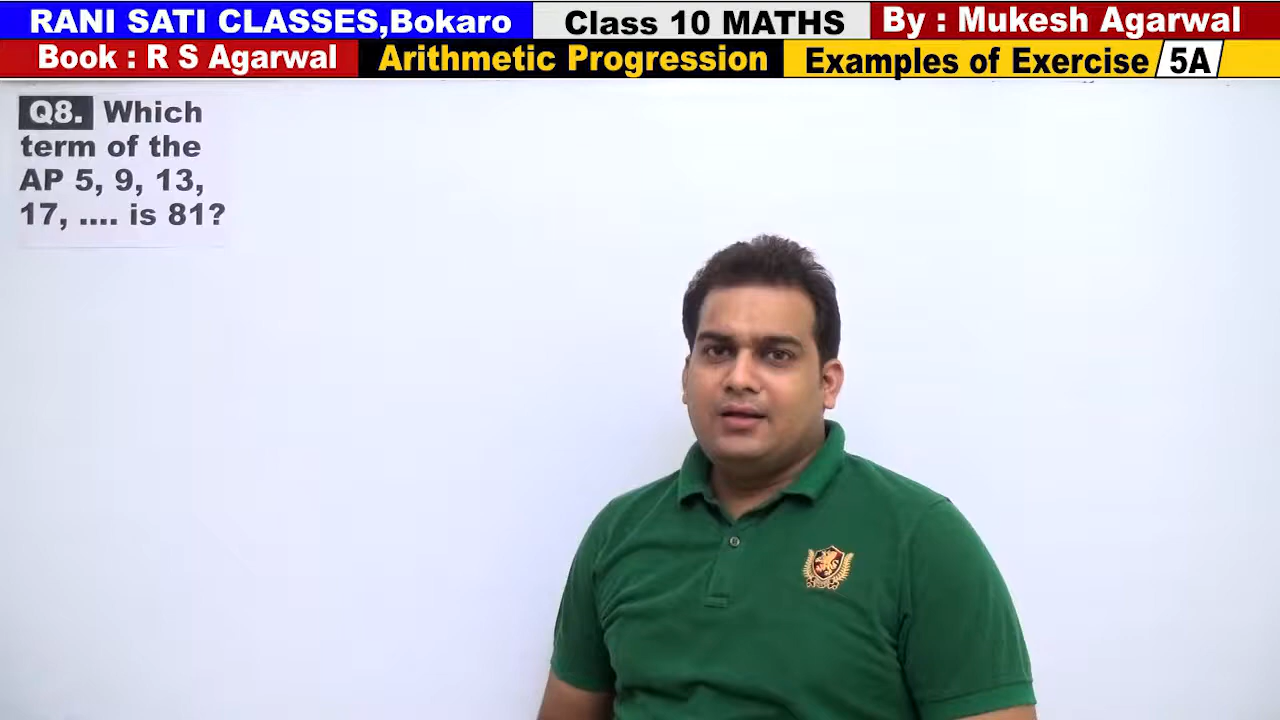 RANI SATI CLASSES,Bokaro
Class 10 MATHS
By : Mukesh Agarwal
Book : R S Agarwal
Arithmetic Progression
Examples of Exercise 5A
Q8. Which
term of the
AP 5, 9, 13,
17, .... is 81?